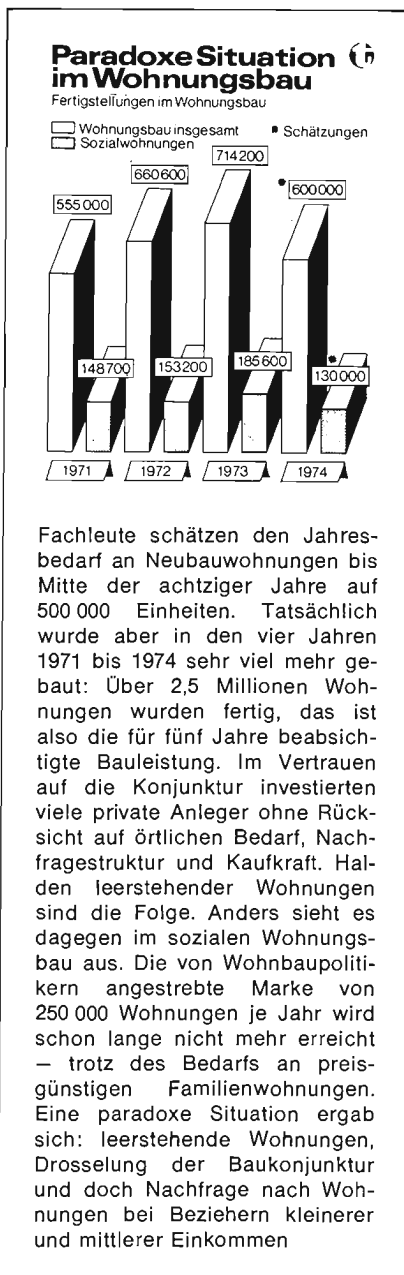 Paradoxe Situation
im Wohnungsbau
Fertigstellungen im Wohnungsbau
Wohnungsbau insgesamt • Schätzungen
Sozialwohnungen
555 000 660 600 714 200 • 600 000
148 700 153 200 185 600 • 130 000
1971 1972 1973 1974
Fachleute schätzen den Jahres-
bedarf an Neubauwohnungen bis
Mitte der achtziger Jahre auf
500 000 Einheiten. Tatsächlich
wurde aber in den vier Jahren
1971 bis 1974 sehr viel mehr ge-
baut: Über 2,5 Millionen Woh-
nungen wurden fertig, das ist
also die für fünf Jahre beabsich-
tigte Bauleistung. Im Vertrauen
auf die Konjunktur investierten
viele private Anleger ohne Rück-
sicht auf örtlichen Bedarf, Nach-
fragestruktur und Kaufkraft. Hal-
den leerstehender Wohnungen
sind die Folge. Anders sieht es
dagegen im sozialen Wohnungs-
bau aus. Die von Wohnbaupoliti-
kern angestrebte Marke von
250 000 Wohnungen je Jahr wird
schon lange nicht mehr erreicht
— trotz des Bedarfs an preis-
günstigen Familienwohnungen.
Eine paradoxe Situation ergab
sich: leerstehende Wohnungen,
Drosselung der Baukonjunktur
und doch Nachfrage nach Woh-
nungen bei Beziehern kleinerer
und mittlerer Einkommen